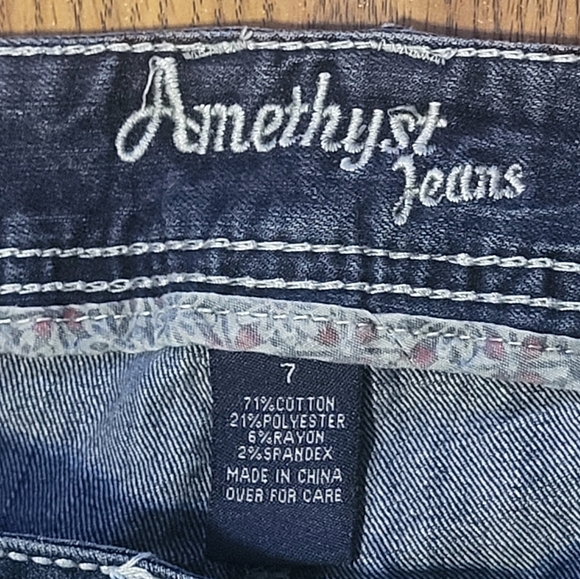 Amethyst
Jeans
7
71%COTTON
21%POLYESTER
6%RAYON
2%SPANDEX
MADE IN CHINA
OVER FOR CARE